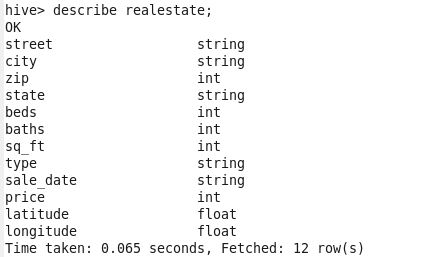 hive> describe realestate;
OK
street                  string
city                    string
zip                     int
state                   string
beds                    int
baths                   int
sq_ft                   int
type                    string
sale_date               string
price                   int
latitude                float
longitude               float
Time taken: 0.065 seconds, Fetched: 12 row(s)